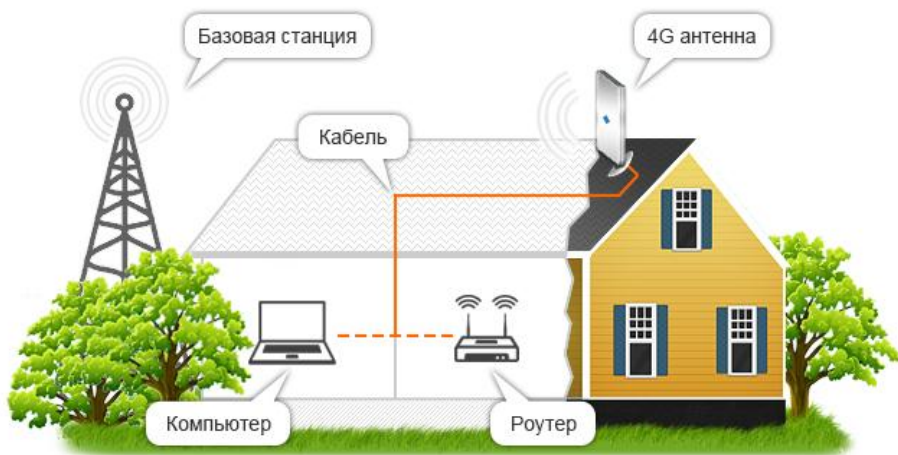 Базовая станция
4G антенна
Кабель
Компьютер
Роутер